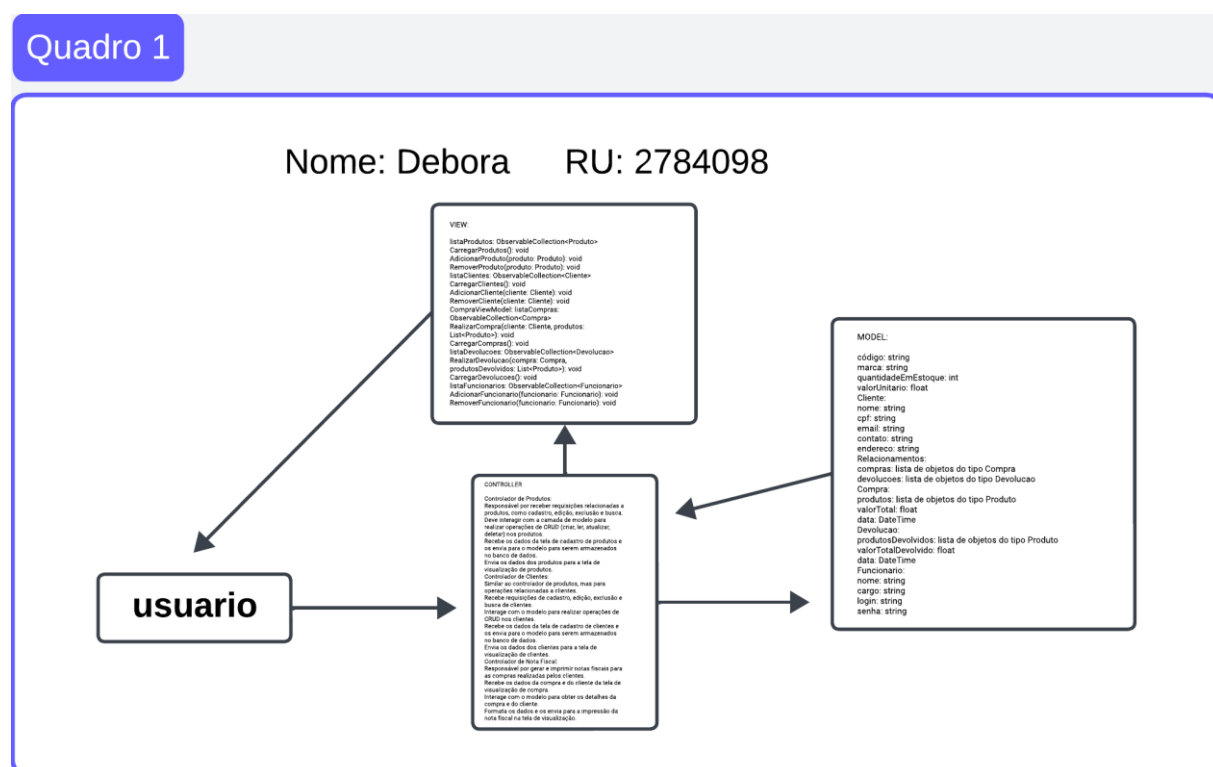 Quadro 1
Nome: Debora RU: 2784098
VIEW:
listaProdutos: ObservableCollection<Produto>
CarregarProdutos(): void
AdicionarProduto(produto: Produto): void
RemoverProduto(produto: Produto): void
listaClientes: ObservableCollection<Cliente>
CarregarClientes(): void
AdicionarCliente(cliente: Cliente): void
RemoverCliente(cliente: Cliente): void
CompraViewModel: listaCompras:
ObservableCollection<Compra>
RealizarCompra(cliente: Cliente, produtos:
List<Produto>): void
CarregarCompras(): void
listaDevolucoes: ObservableCollection<Devolucao>
RealizarDevolucao(compra: Compra,
produtosDevolvidos: List<Produto>): void
CarregarDevolucoes(): void
listaFuncionarios: ObservableCollection<Funcionario>
AdicionarFuncionario(funcionario: Funcionario): void
RemoverFuncionario(funcionario: Funcionario): void
MODEL:
código: string
marca: string
quantidadeEmEstoque: int
valorUnitario: float
Cliente:
nome: string
cpf: string
email: string
contato: string
endereco: string
Relacionamentos:
compras: lista de objetos do tipo Compra
devolucoes: lista de objetos do tipo Devolucao
Compra:
produtos: lista de objetos do tipo Produto
valorTotal: float
data: DateTime
Devolucao:
produtosDevolvidos: lista de objetos do tipo Produto
valorTotalDevolvido: float
data: DateTime
Funcionario:
nome: string
cargo: string
login: string
senha: string
CONTROLLER
Controlador de Produtos:
Responsável por receber requisições relacionadas a
produtos, como cadastro, edição, exclusão e busca.
Deve interagir com a camada de modelo para
realizar operações de CRUD (criar, ler, atualizar,
deletar) nos produtos.
Recebe os dados da tela de cadastro de produtos e
os envia para o modelo para serem armazenados
no banco de dados.
Envia os dados dos produtos para a tela de
visualização de produtos.
Controlador de Clientes:
Similar ao controlador de produtos, mas para
operações relacionadas a clientes.
Recebe requisições de cadastro, edição, exclusão e
busca de clientes.
Interage com o modelo para realizar operações de
CRUD nos clientes.
Recebe os dados da tela de cadastro de clientes e
os envia para o modelo para serem armazenados
no banco de dados.
Envia os dados dos clientes para a tela de
visualização de clientes.
Controlador de Nota Fiscal:
Responsável por gerar e imprimir notas fiscais para
as compras realizadas pelos clientes.
Recebe os dados da compra e do cliente da tela de
visualização de compra.
Interage com o modelo para obter os detalhes da
compra e do cliente.
Formata os dados e os envia para a impressão da
nota fiscal na tela de visualização.
usuario